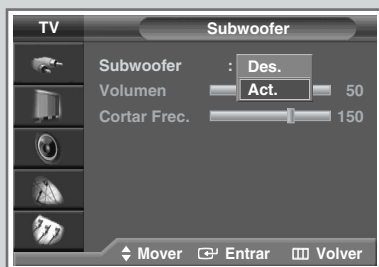 TV Subwoofer
Subwoofer : Des.
Volumen Act. 50
Cortar Frec. 150
Mover Entrar Volver